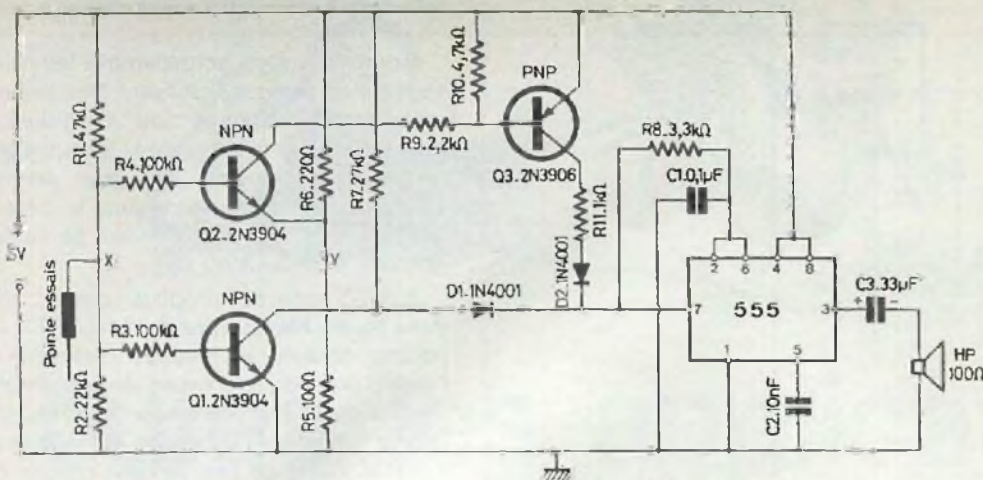 R1.47kΩ
R4.100kΩ
NPN
Q2..2N3904
R6.22ΩΩ
R7.27kΩ
R9.2,2kΩ
R10.4,7kΩ
PNP
Q3..2N3906
R11.1kΩ
R8.3,3kΩ
C1.0,1µF
5V
X
Y
Pointe essais
NPN
R3.100kΩ
Q1..2N3904
R2.22kΩ
R5.100Ω
D1.1N4001
D2.1N4001
2
6
4
8
7
555
3
1
5
C3.33µF
+
-
HP
100Ω
C2.10nF